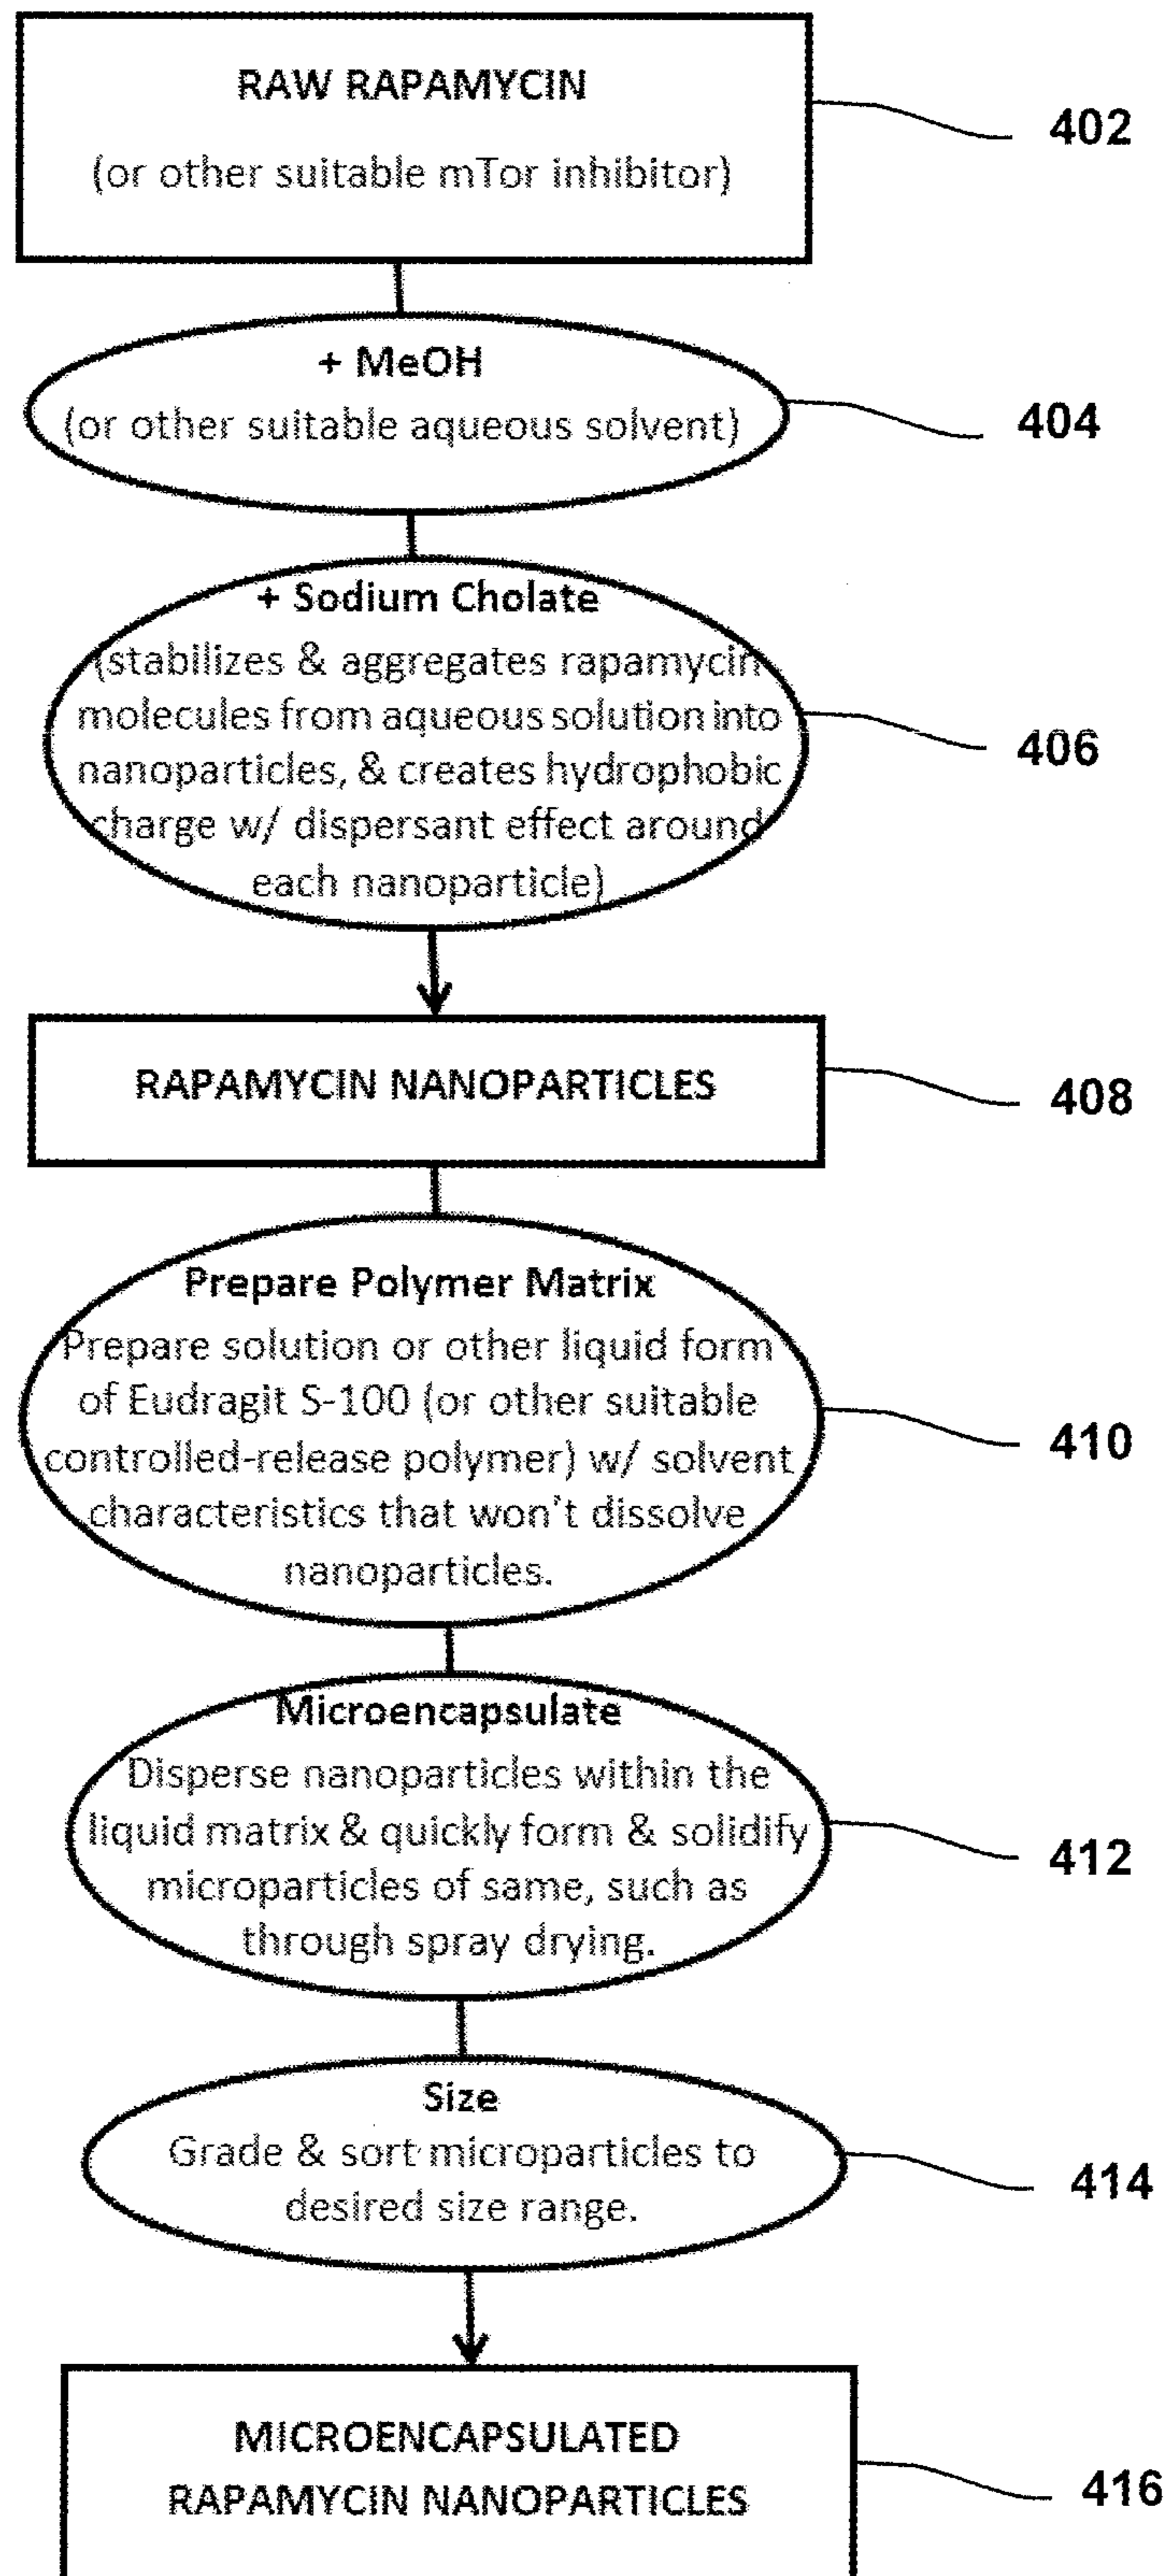 RAW RAPAMYCIN
(or other suitable mTor inhibitor)
402
+ MeOH
(or other suitable aqueous solvent)
404
+ Sodium Cholate
(stabilizes & aggregates rapamycin
molecules from aqueous solution into
nanoparticles, & creates hydrophobic
charge w/ dispersant effect around
each nanoparticle)
406
RAPAMYCIN NANOPARTICLES
408
Prepare Polymer Matrix
Prepare solution or other liquid form
of Eudragit S-100 (or other suitable
controlled-release polymer) w/ solvent
characteristics that won't dissolve
nanoparticles.
410
Microencapsulate
Disperse nanoparticles within the
liquid matrix & quickly form & solidify
microparticles of same, such as
through spray drying.
412
Size
Grade & sort microparticles to
desired size range.
414
MICROENCAPSULATED
RAPAMYCIN NANOPARTICLES
416